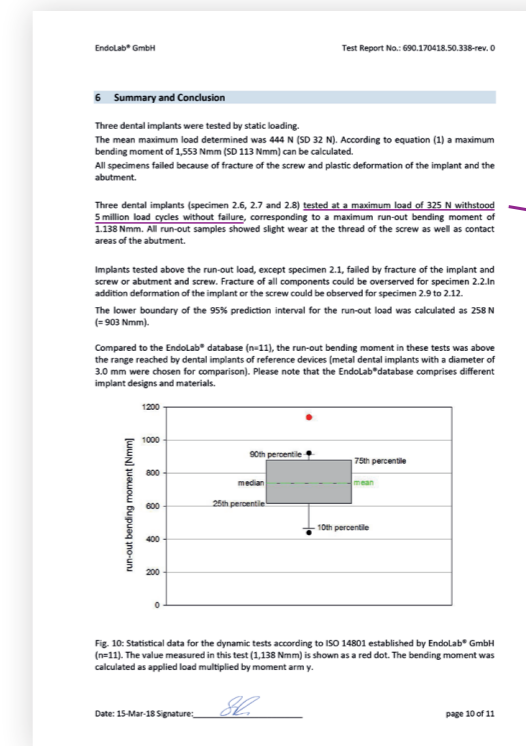 EndoLab® GmbH
Test Report No.: 690.170418.50.338-rev. 0
6 Summary and Conclusion
Three dental implants were tested by static loading.
The mean maximum load determined was 444 N (SD 32 N). According to equation (1) a maximum
bending moment of 1,553 Nmm (SD 113 Nmm) can be calculated.
All specimens failed because of fracture of the screw and plastic deformation of the implant and the
abutment.
Three dental implants (specimen 2.6, 2.7 and 2.8) tested at a maximum load of 325 N withstood
5 million load cycles without failure, corresponding to a maximum run-out bending moment of
1.138 Nmm. All run-out samples showed slight wear at the thread of the screw as well as contact
areas of the abutment.
Implants tested above the run-out load, except specimen 2.1, failed by fracture of the implant and
screw or abutment and screw. Fracture of all components could be overserved for specimen 2.2.In
addition deformation of the implant or the screw could be observed for specimen 2.9 to 2.12.
The lower boundary of the 95% prediction interval for the run-out load was calculated as 258 N
(= 903 Nmm).
Compared to the EndoLab® database (n=11), the run-out bending moment in these tests was above
the range reached by dental implants of reference devices (metal dental implants with a diameter of
3.0 mm were chosen for comparison). Please note that the EndoLab®database comprises different
implant designs and materials.
run-out bending moment [Nmm]
1200
1000
800
600
400
200
0
90th percentile
75th percentile
median
mean
25th percentile
10th percentile
Fig. 10: Statistical data for the dynamic tests according to ISO 14801 established by EndoLab® GmbH
(n=11). The value measured in this test (1,138 Nmm) is shown as a red dot. The bending moment was
calculated as applied load multiplied by moment arm y.
Date: 15-Mar-18 Signature:
page 10 of 11